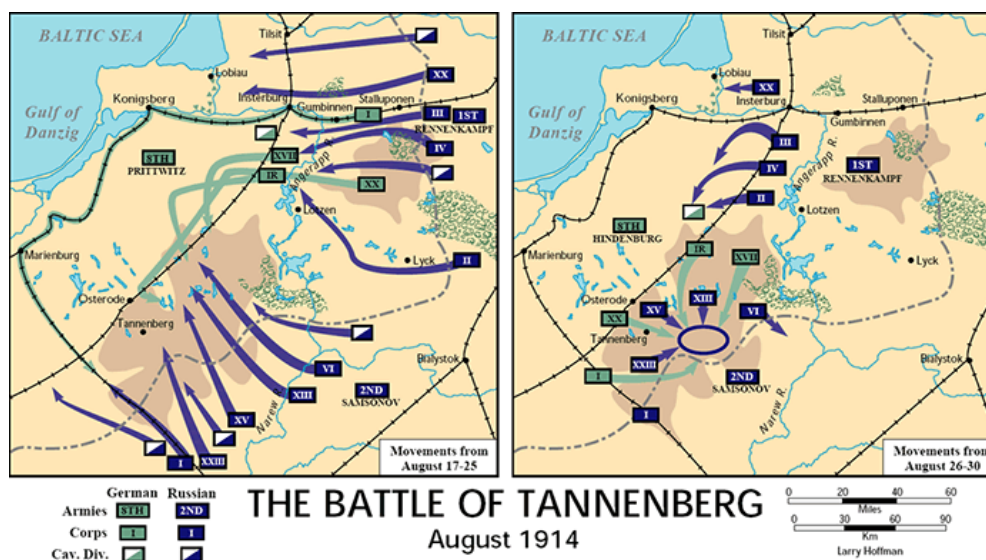 BALTIC SEA
Tilsit
Lobiau
XX
Konigsberg
Insterburg
Gumbinnen
Stalluponen
Gulf of
Danzig
I
III
1ST
RENNENKAMPF
XVII
IV
8TH
PRITTWITZ
IR
Angerapp R.
XX
Lotzen
Marienburg
Lyck
II
Osterode
Tannenberg
VI
Bialystok
XIII
2ND
SAMSONOV
Narew R.
XV
I
XXIII
Movements from
August 17-25
BALTIC SEA
Tilsit
Lobiau
XX
Konigsberg
Insterburg
Stalluponen
Gumbinnen
Gulf of
Danzig
III
IV
1ST
RENNENKAMPF
Angerapp R.
II
Lotzen
8TH
HINDENBURG
IR
XVII
Marienburg
Lyck
Osterode
XX
XV
XIII
VI
Tannenberg
XXIII
Bialystok
I
2ND
SAMSONOV
Narew R.
I
Movements from
August 26-30
German Russian
Armies 8TH 2ND
Corps I I
Cav. Div.
THE BATTLE OF TANNENBERG
August 1914
0 20 40 60
Miles
0 30 60 90
Km
Larry Hoffman